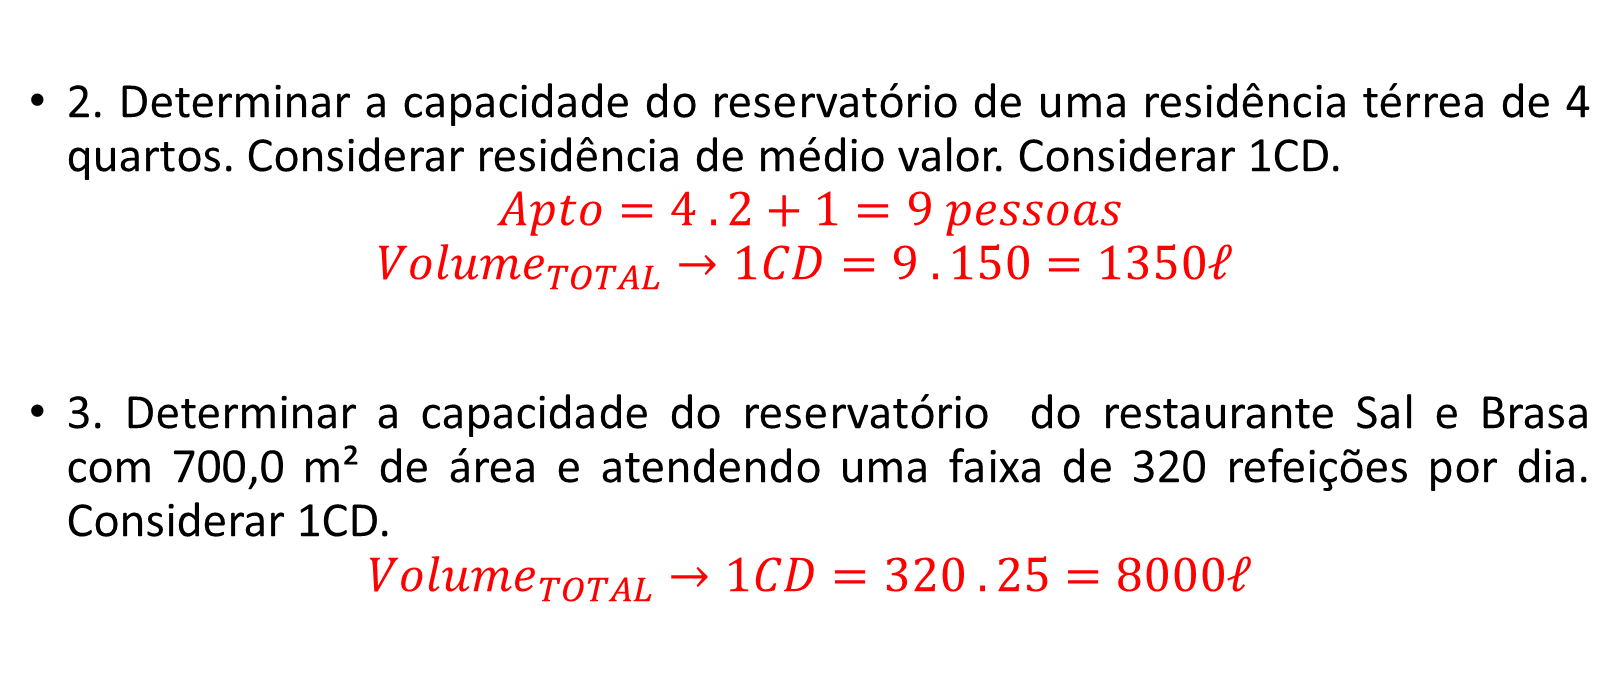 • 2. Determinar a capacidade do reservatório de uma residência térrea de 4
quartos. Considerar residência de médio valor. Considerar 1CD.
Apto = 4 . 2 + 1 = 9 pessoas
Volume_TOTAL → 1CD = 9 . 150 = 1350ℓ
• 3. Determinar a capacidade do reservatório do restaurante Sal e Brasa
com 700,0 m² de área e atendendo uma faixa de 320 refeições por dia.
Considerar 1CD.
Volume_TOTAL → 1CD = 320 . 25 = 8000ℓ